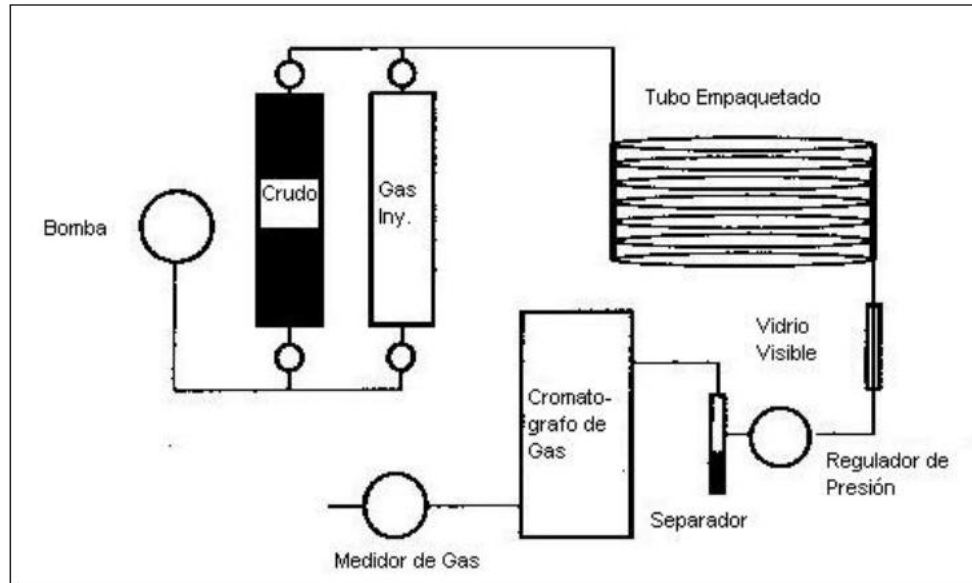 Tubo Empaquetado
Crudo
Gas
Iny.
Bomba
Vidrio
Visible
Cromato-
grafo de
Gas
Regulador de
Presión
Separador
Medidor de Gas